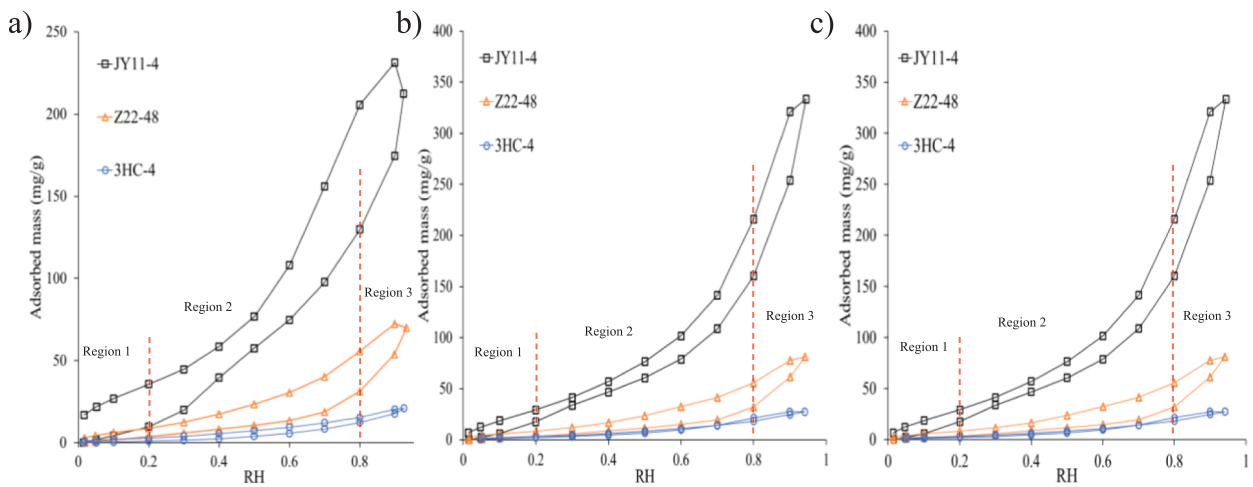 a)
250
200
150
100
50
0
Adsorbed mass (mg/g)
JY11-4
Z22-48
3HC-4
Region 1
Region 2
Region 3
0
0.2
0.4
0.6
0.8
RH
b)
400
350
300
250
200
150
100
50
0
Adsorbed mass (mg/g)
JY11-4
Z22-48
3HC-4
Region 1
Region 2
Region 3
0
0.2
0.4
0.6
0.8
1
RH
c)
400
350
300
250
200
150
100
50
0
Adsorbed mass (mg/g)
JY11-4
Z22-48
3HC-4
Region 1
Region 2
Region 3
0
0.2
0.4
0.6
0.8
1
RH